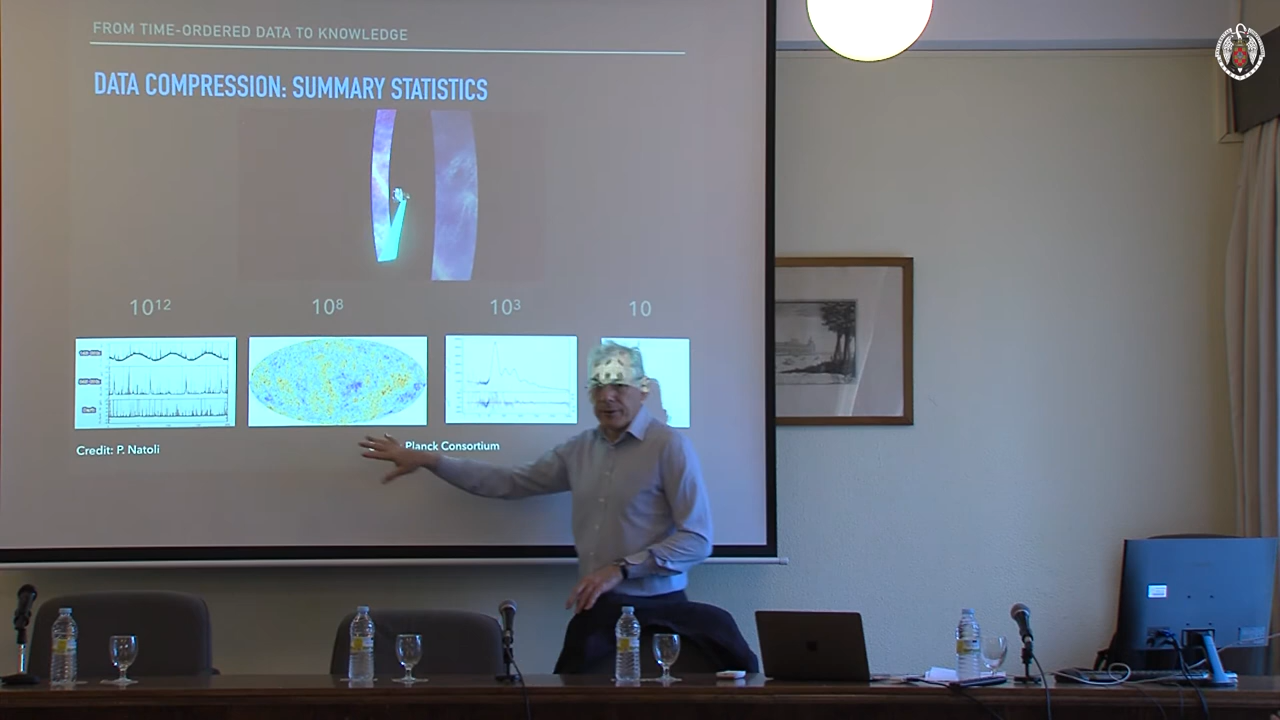 FROM TIME-ORDERED DATA TO KNOWLEDGE
DATA COMPRESSION: SUMMARY STATISTICS
10¹² 10⁸ 10³ 10
Credit: P. Natoli
Planck Consortium